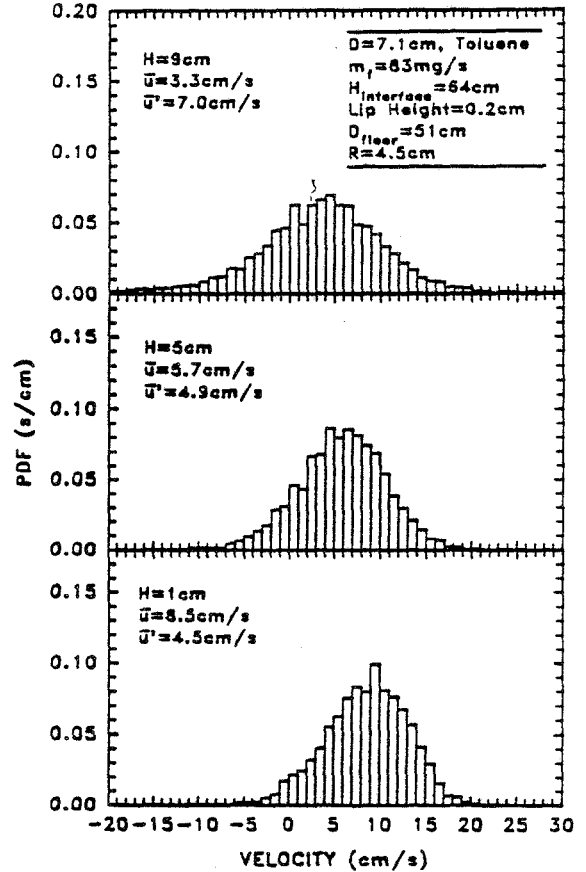 0.20
0.15
0.10
0.05
0.00
H=9cm
u̅=3.3cm/s
u̅'=7.0cm/s
D=7.1cm, Toluene
m_f=63mg/s
H_interface=64cm
Lip Height=0.2cm
D_floor=51cm
R=4.5cm
0.15
0.10
0.05
0.00
H=5cm
u̅=5.7cm/s
u̅'=4.9cm/s
PDF (s/cm)
0.15
0.10
0.05
0.00
H=1cm
u̅=8.5cm/s
u̅'=4.5cm/s
-20 -15 -10 -5 0 5 10 15 20 25 30
VELOCITY (cm/s)